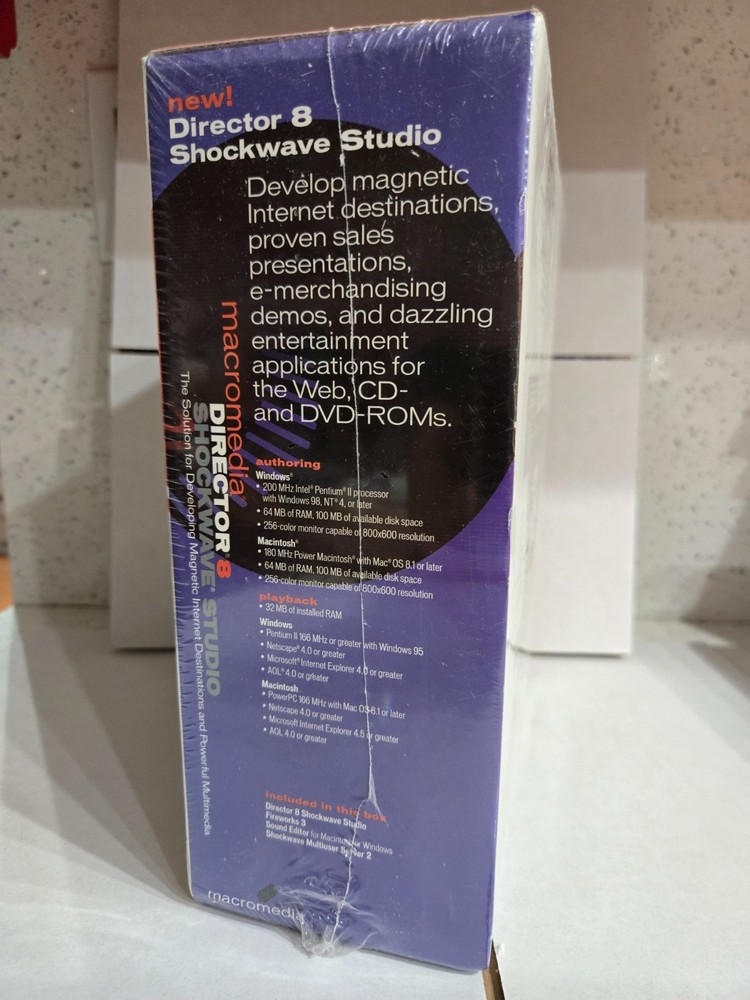 new!
Director 8
Shockwave Studio
Develop magnetic
Internet destinations,
proven sales
presentations,
e-merchandising
demos, and dazzling
entertainment
applications for
the Web, CD-
and DVD-ROMs.
macromedia
DIRECTOR 8
SHOCKWAVE® STUDIO
The Solution for Developing Magnetic Internet Destinations and Powerful Multimedia
authoring
Windows®
• 200 MHz Intel® Pentium® II processor
with Windows 98, NT® 4, or later
• 64 MB of RAM, 100 MB of available disk space
• 256-color monitor capable of 800x600 resolution
Macintosh®
• 180 MHz Power Macintosh® with Mac® OS 8.1 or later
• 64 MB of RAM, 100 MB of available disk space
• 256-color monitor capable of 800x600 resolution
playback
• 32 MB of installed RAM
Windows
• Pentium II 166 MHz or greater with Windows 95
• Netscape® 4.0 or greater
• Microsoft® Internet Explorer 4.0 or greater
• AOL® 4.0 or greater
Macintosh
• PowerPC 166 MHz with Mac OS 8.1 or later
• Netscape 4.0 or greater
• Microsoft Internet Explorer 4.5 or greater
• AOL 4.0 or greater
included in this box
Director 8 Shockwave Studio
Fireworks 3
Sound Editor for Macintosh or Windows
Shockwave Multiuser Server 2
macromedia